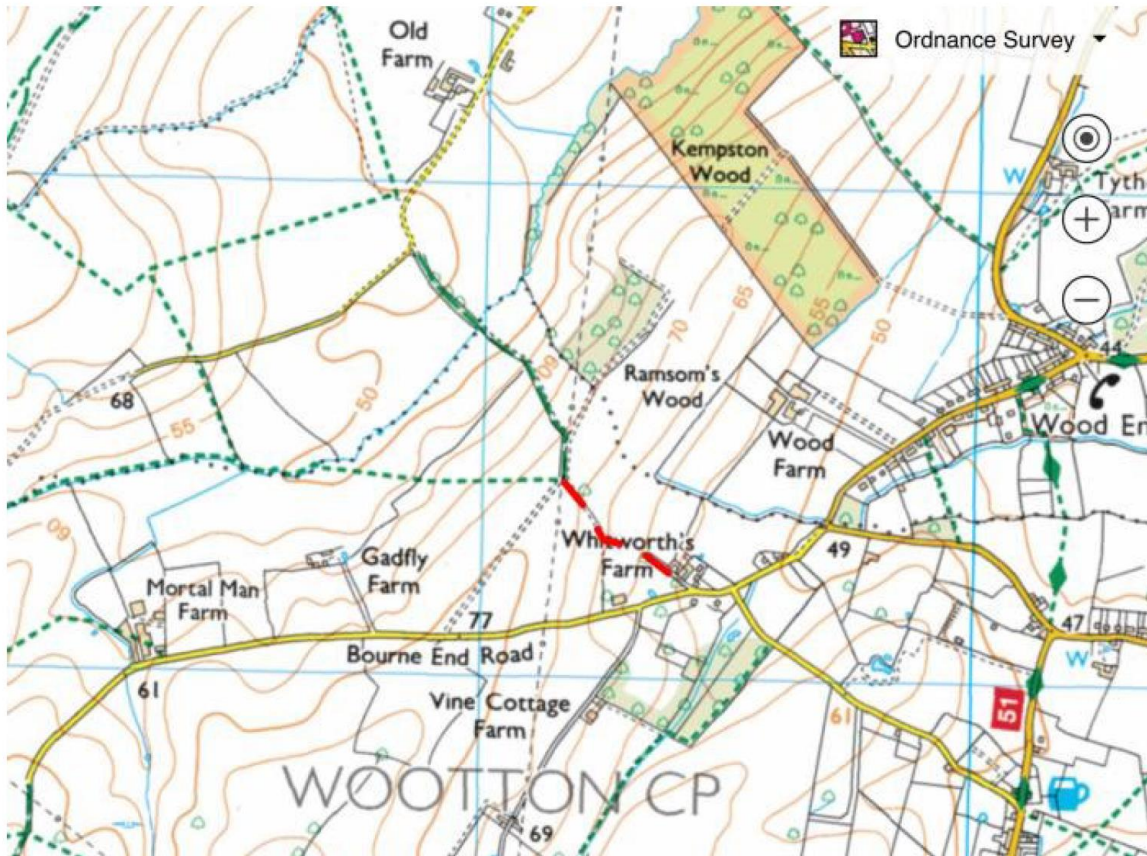 Ordnance Survey
Old
Farm
Kempston
Wood
W
Tyth
arm
65
55
50
70
60
44
68
50
55
Ramsom's
Wood
Wood
Farm
Wood En
60
Whitworth's
Farm
49
Gadfly
Farm
Mortal Man
Farm
77
47
Bourne End Road
W
61
Vine Cottage
Farm
51
61
WOOTTON CP
69